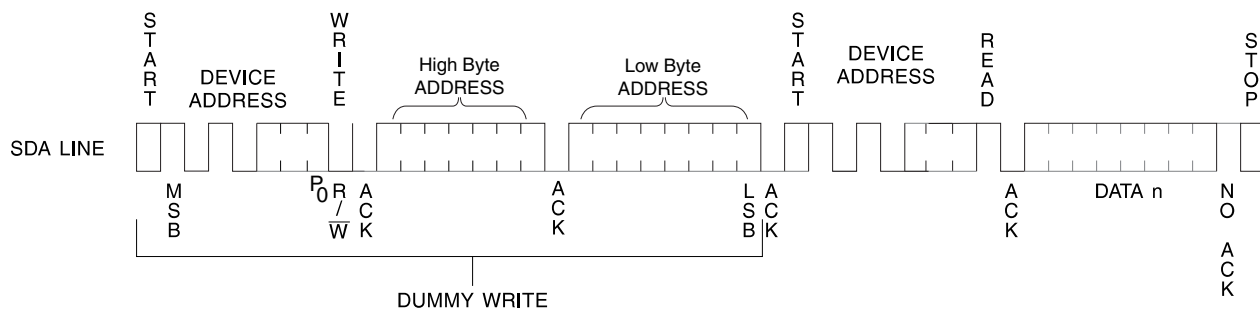 START
DEVICE
ADDRESS
WRITE
High Byte
ADDRESS
Low Byte
ADDRESS
START
DEVICE
ADDRESS
READ
STOP
SDA LINE
MSB
P0
R/W
ACK
ACK
LSB
ACK
ACK
DATA n
NO ACK
DUMMY WRITE